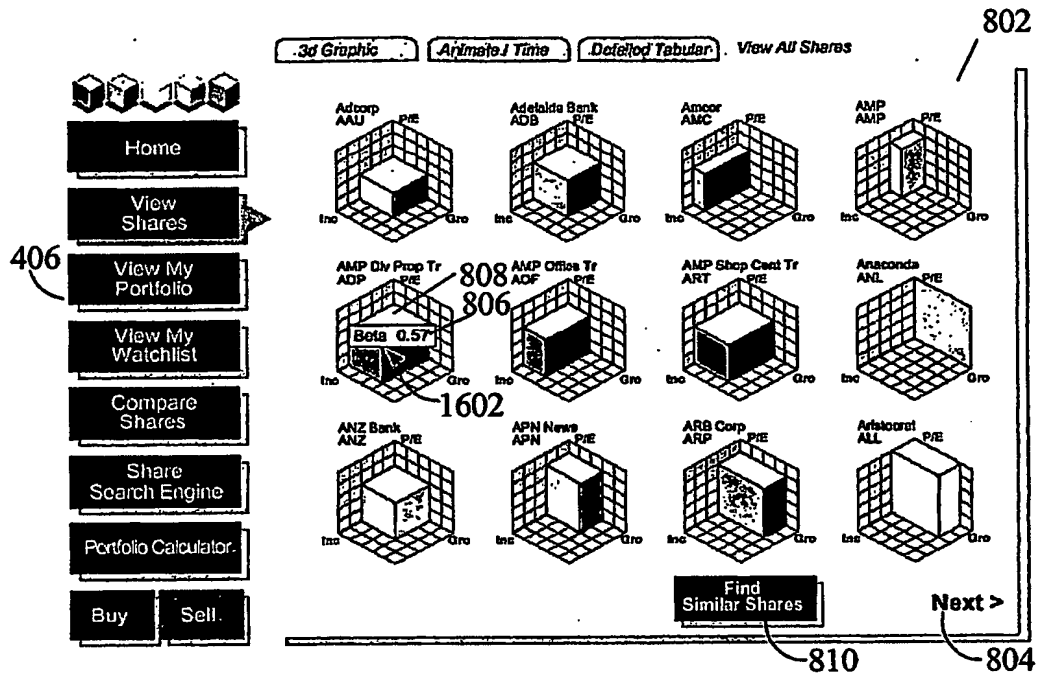 802
3d Graphic Animated / Time Detailed Tabular View All Shares
Home
View
Shares
406
View My
Portfolio
View My
Watchlist
Compare
Shares
Share
Search Engine
Portfolio Calculator
Buy Sell
Adcorp
AAU P/E
Inc Gro
Adelaide Bank
ADB P/E
Inc Gro
Amcor
AMC P/E
Inc Gro
AMP
AMP P/E
Inc Gro
AMP Div Prop Tr
ADP P/E
808
806
Beta 0.57
Inc Gro
1602
AMP Office Tr
AOF P/E
Inc Gro
AMP Shop Cent Tr
ART P/E
Inc Gro
Anaconda
ANL P/E
Inc Gro
ANZ Bank
ANZ P/E
Inc Gro
APN News
APN P/E
Inc Gro
ARB Corp
ARP P/E
Inc Gro
Aristocrat
ALL P/E
Inc Gro
Find
Similar Shares
Next >
810
804